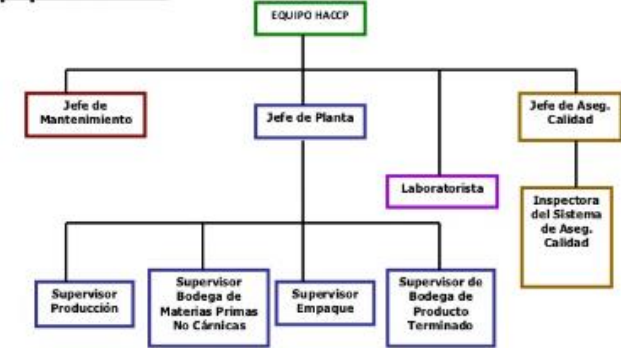 EQUIPO HACCP
Jefe de
Mantenimiento
Jefe de Planta
Jefe de Aseg.
Calidad
Laboratorista
Inspectora
del Sistema
de Aseg.
Calidad
Supervisor
Producción
Supervisor
Bodega de
Materias Primas
No Cárnicas
Supervisor
Empaque
Supervisor de
Bodega de
Producto
Terminado